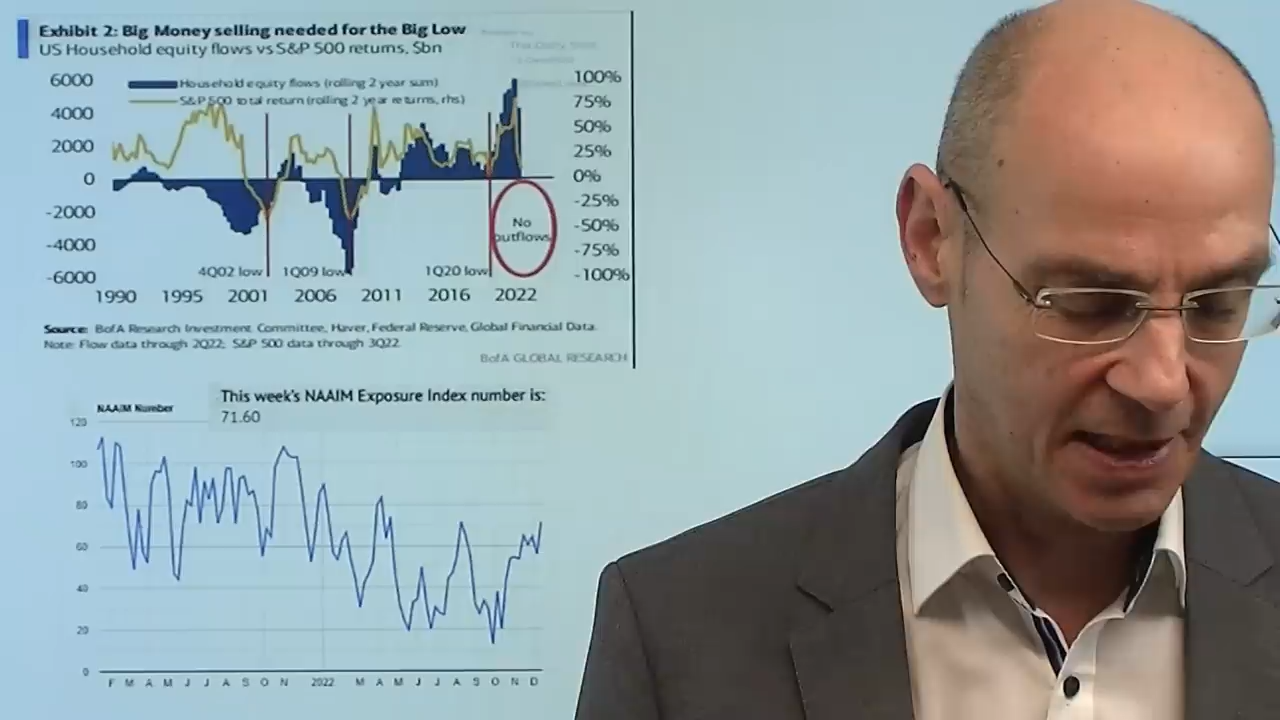 Exhibit 2: Big Money selling needed for the Big Low
US Household equity flows vs S&P 500 returns, $bn
Household equity flows (rolling 2 year sum)
S&P 500 total return (rolling 2 year returns, rhs)
6000
4000
2000
0
-2000
-4000
-6000
100%
75%
50%
25%
0%
-25%
-50%
-75%
-100%
No
outflows
4Q02 low
1Q09 low
1Q20 low
1990 1995 2001 2006 2011 2016 2022
Source: BofA Research Investment Committee, Haver, Federal Reserve, Global Financial Data.
Note: Flow data through 2Q22; S&P 500 data through 3Q22.
BofA GLOBAL RESEARCH
This week's NAAIM Exposure Index number is:
71.60
NAAIM Number
120
100
80
60
40
20
0
F M A M J J A S O N 2022 M A M J J A S O N D